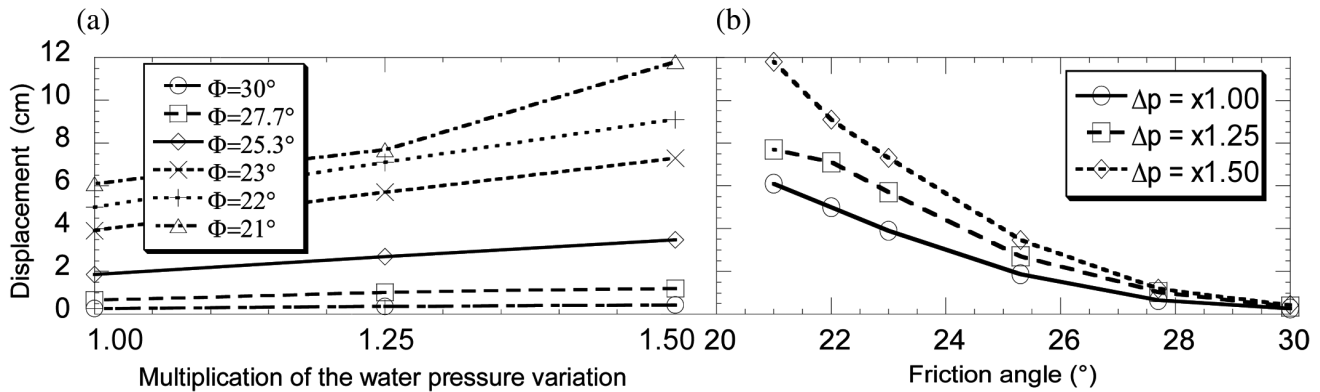 (a)
(b)
Displacement (cm)
12
10
8
6
4
2
0
Φ=30°
Φ=27.7°
Φ=25.3°
Φ=23°
Φ=22°
Φ=21°
1.00 1.25 1.50
Multiplication of the water pressure variation
Δp = x1.00
Δp = x1.25
Δp = x1.50
20 22 24 26 28 30
Friction angle (°)